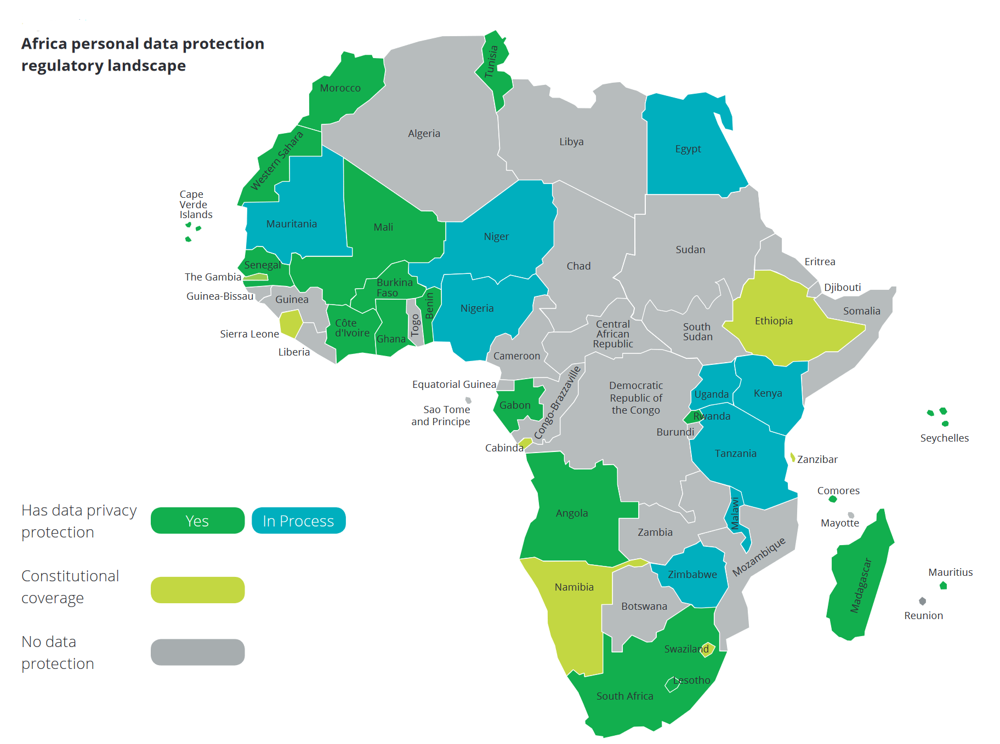 Africa personal data protection
regulatory landscape
Tunisia
Morocco
Algeria
Libya
Egypt
Western Sahara
Cape
Verde
Islands
Mauritania
Mali
Niger
Chad
Sudan
Eritrea
Senegal
The Gambia
Guinea-Bissau
Guinea
Burkina
Faso
Benin
Nigeria
Djibouti
Somalia
Ethiopia
Sierra Leone
Liberia
Côte
d'Ivoire
Ghana
Togo
Cameroon
Central
African
Republic
South
Sudan
Equatorial Guinea
Sao Tome
and Principe
Gabon
Congo-Brazzaville
Democratic
Republic of
the Congo
Uganda
Kenya
Rwanda
Burundi
Cabinda
Tanzania
Seychelles
Zanzibar
Comores
Mayotte
Angola
Zambia
Malawi
Mozambique
Madagascar
Mauritius
Reunion
Namibia
Zimbabwe
Botswana
Swaziland
Lesotho
South Africa
Has data privacy
protection
Yes
In Process
Constitutional
coverage
No data
protection